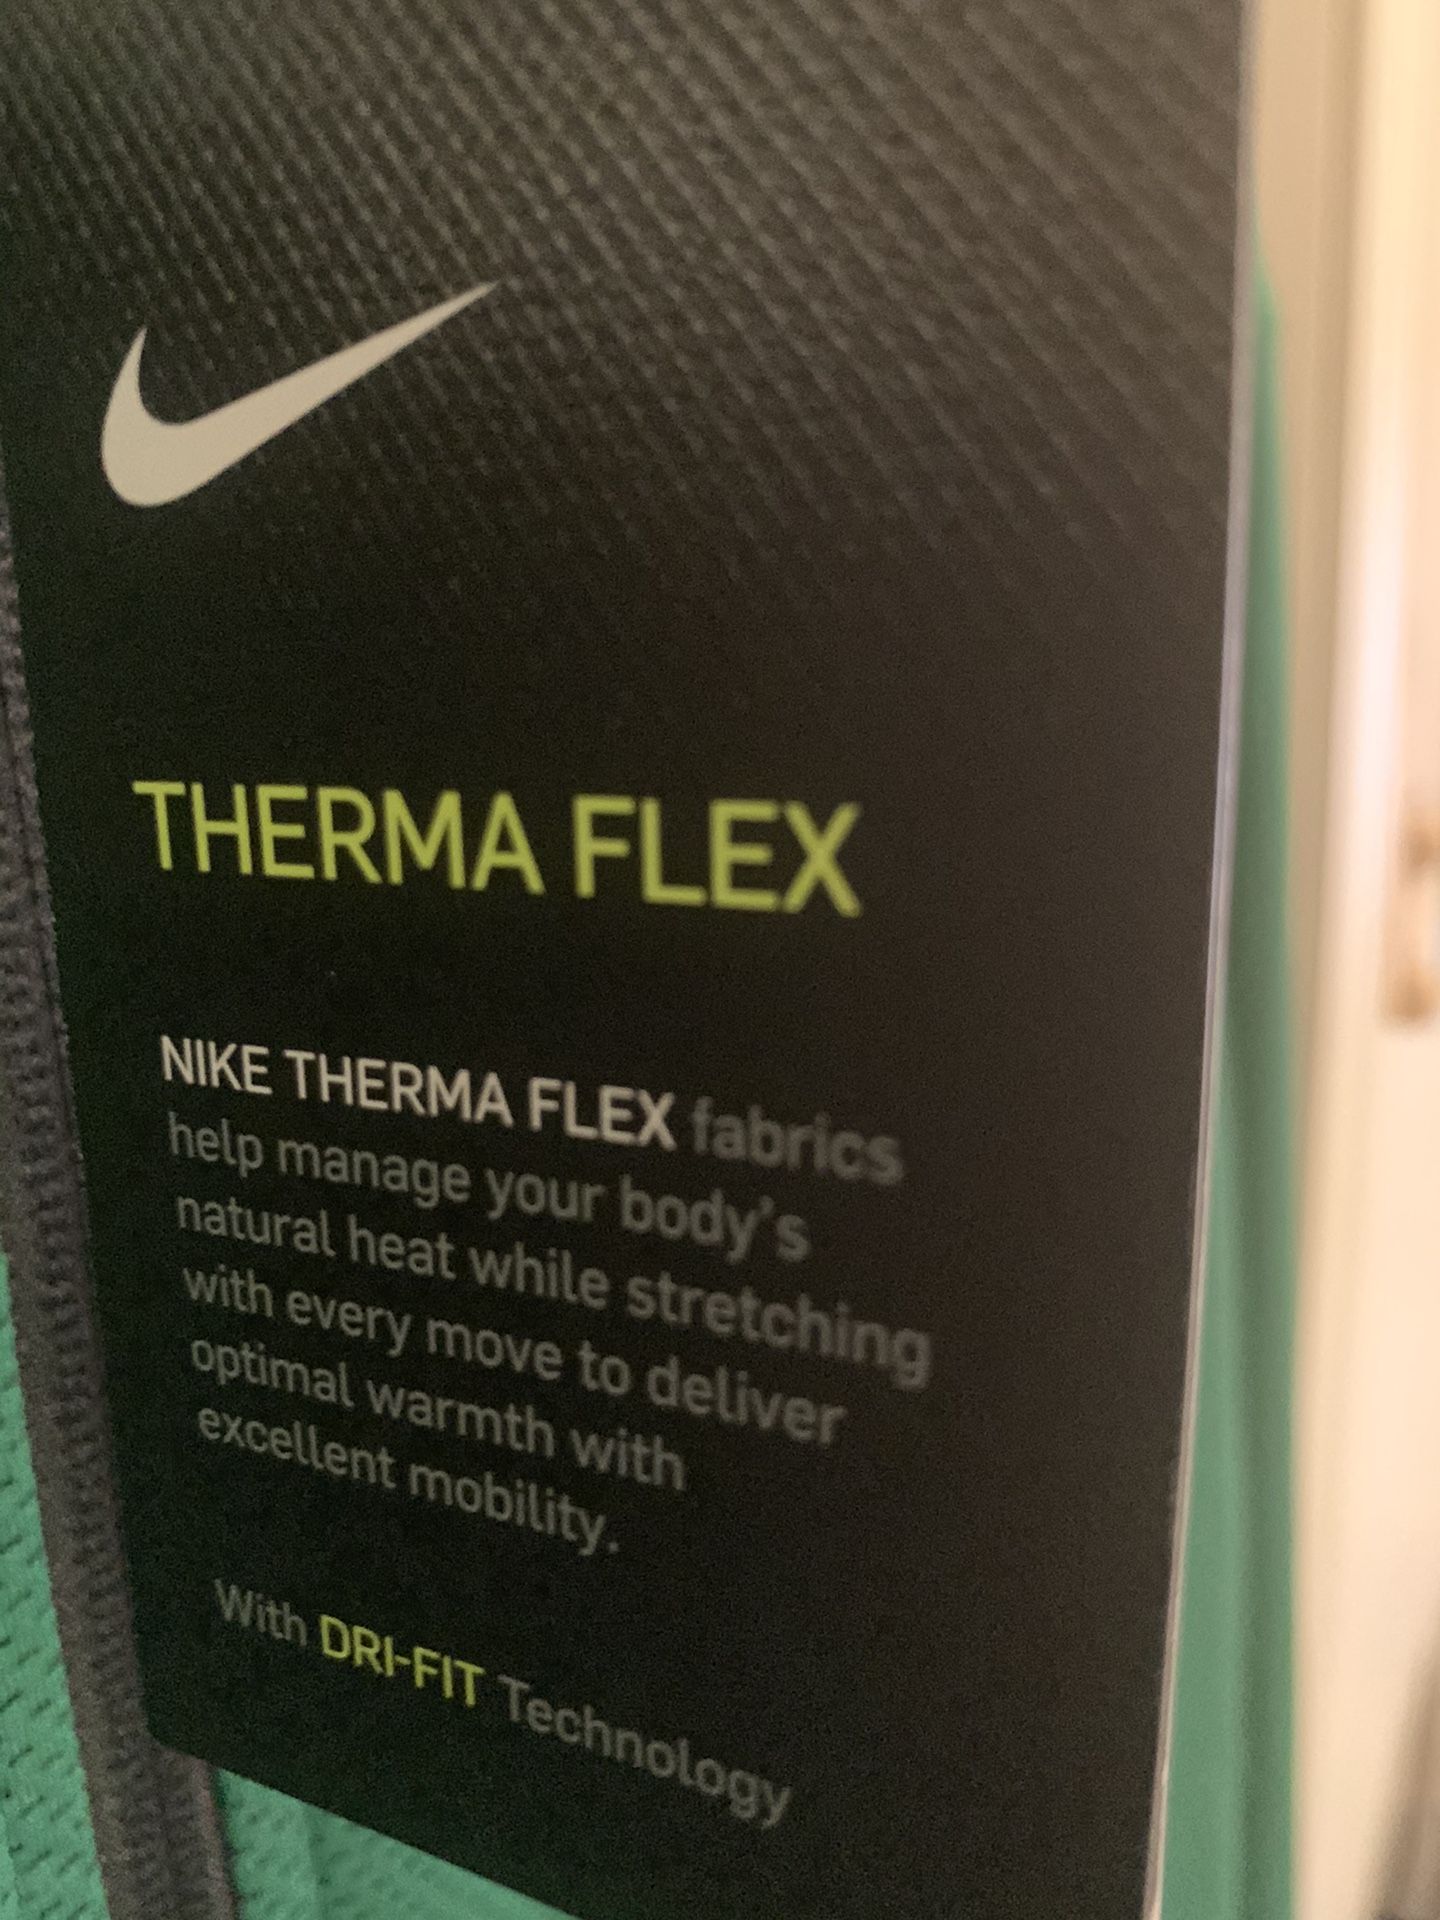 THERMA FLEX
NIKE THERMA FLEX fabrics
help manage your body's
natural heat while stretching
with every move to deliver
optimal warmth with
excellent mobility.
With DRI-FIT Technology